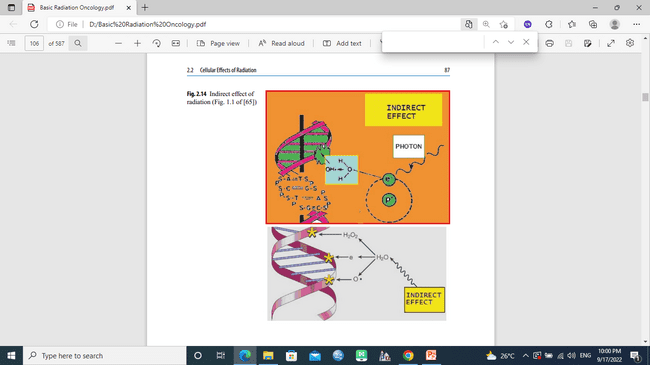 Basic Radiation Oncology.pdf
File D:/Basic%20Radiation%20Oncology.pdf
106 of 587
Page view
Read aloud
Add text
2.2 Cellular Effects of Radiation 87
Fig. 2.14 Indirect effect of
radiation (Fig. 1.1 of [65])
INDIRECT
EFFECT
PHOTON
H
OH• O
H
e⁻
P⁺
S-A T S
S-C G-S
S-T A S
S-G C S
H₂O₂
e H₂O
O•
INDIRECT
EFFECT
Type here to search
26°C ENG 10:00 PM
9/17/2022